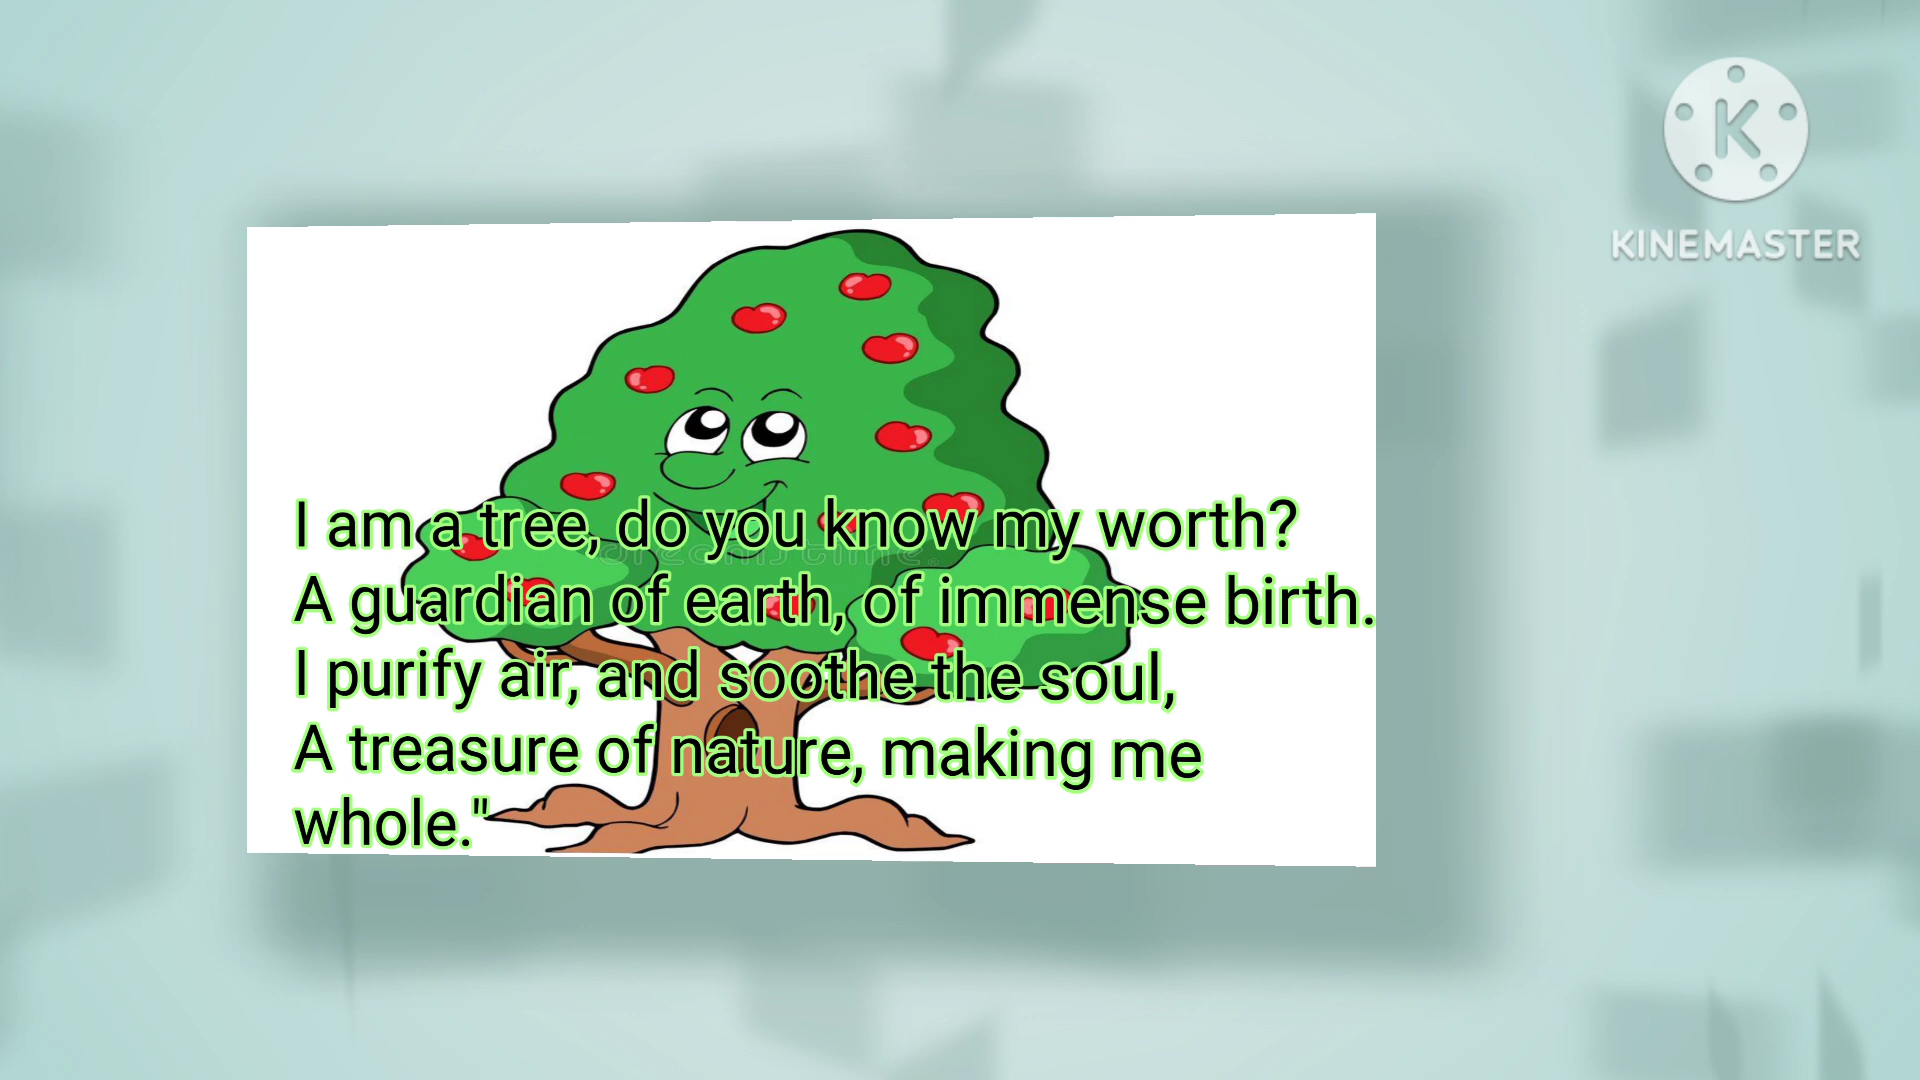 KINEMASTER
I am a tree, do you know my worth?
dreamstime.
A guardian of earth, of immense birth.
I purify air, and soothe the soul,
A treasure of nature, making me
whole."